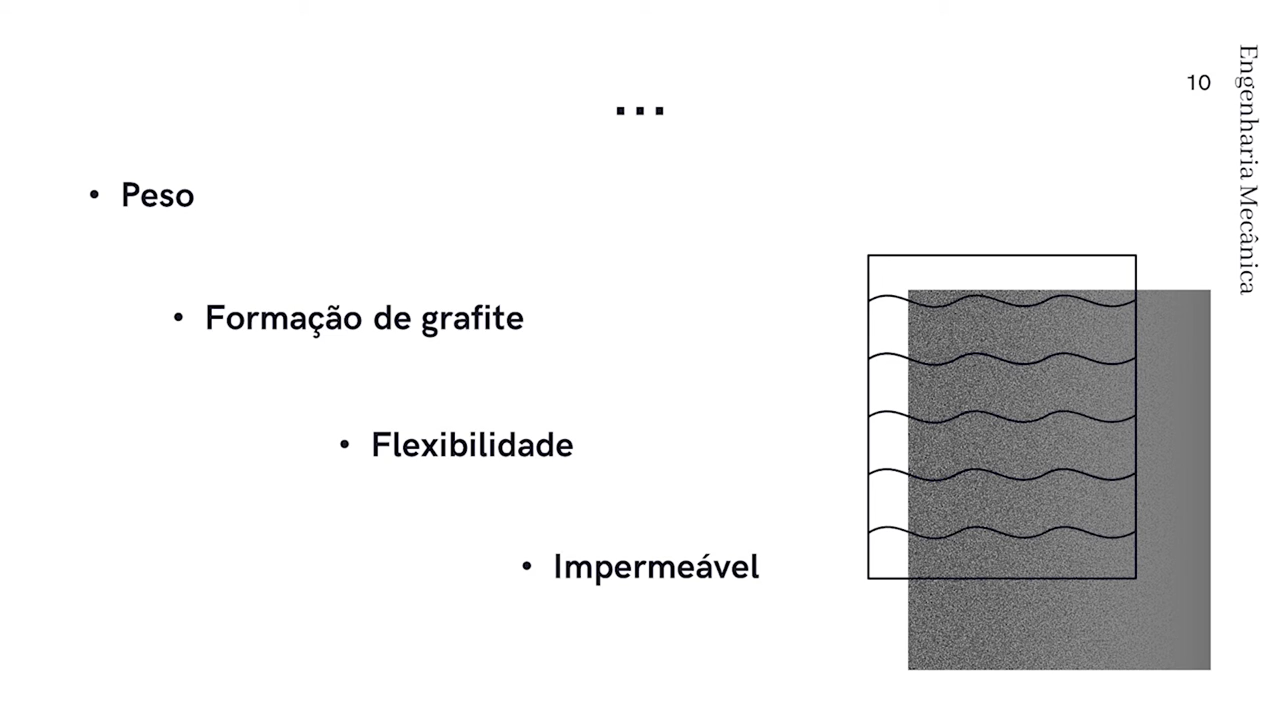 10
Engenharia Mecânica
...
• Peso
• Formação de grafite
• Flexibilidade
• Impermeável